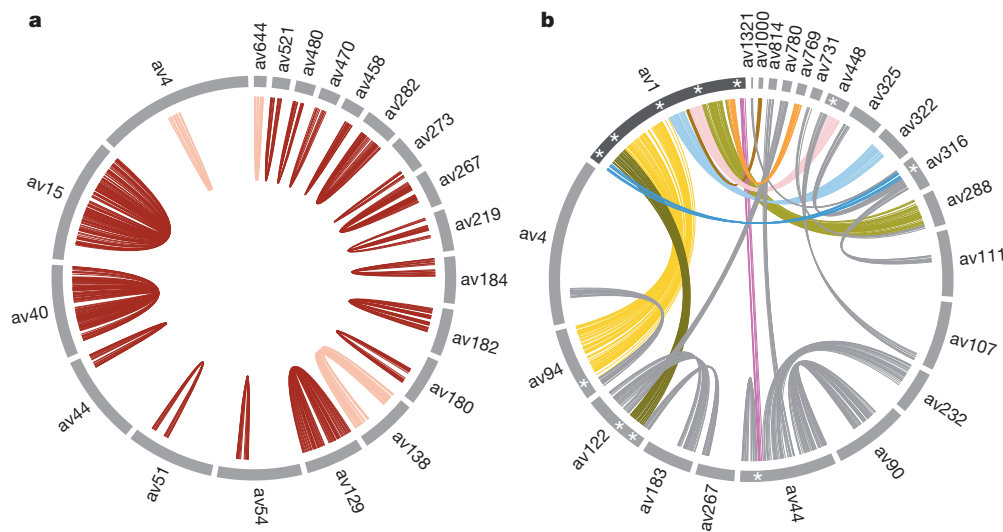 a
av4
av644
av521
av480
av470
av458
av282
av273
av267
av219
av184
av182
av180
av138
av129
av54
av51
av44
av40
av15
b
av1
av1321
av1000
av814
av780
av769
av731
av448
av325
av322
av316
av288
av111
av107
av232
av90
av44
av267
av183
av122
av94
av4
* * * * * * * * * * *